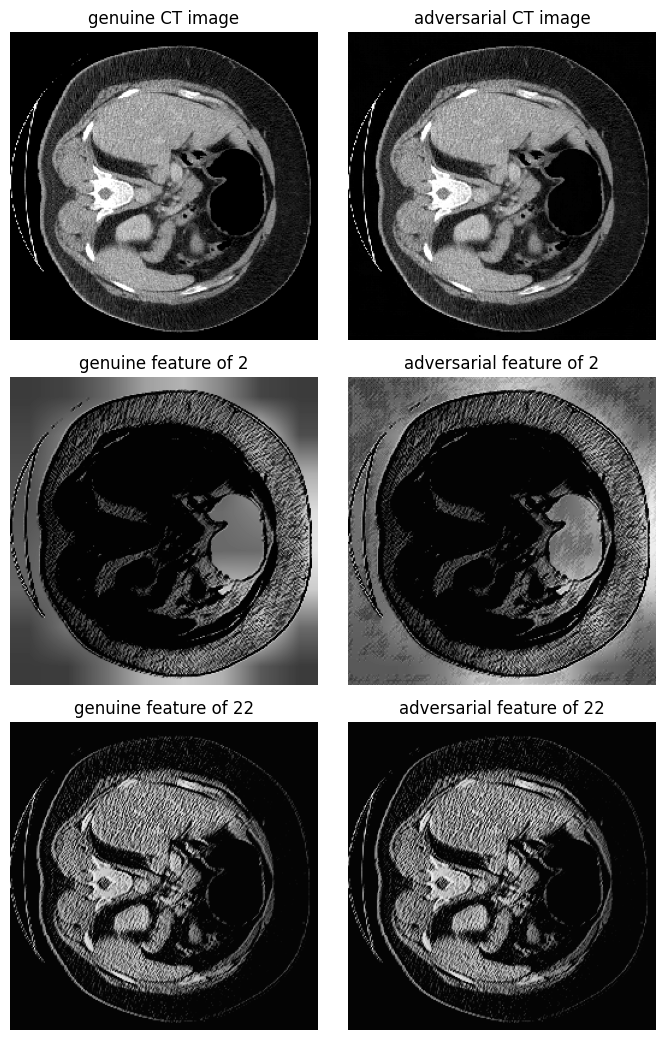 genuine CT image
adversarial CT image
genuine feature of 2
adversarial feature of 2
genuine feature of 22
adversarial feature of 22